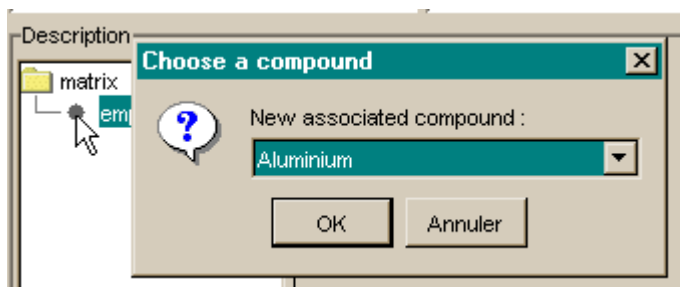 Description
Choose a compound
matrix
New associated compound :
Aluminium
OK
Annuler